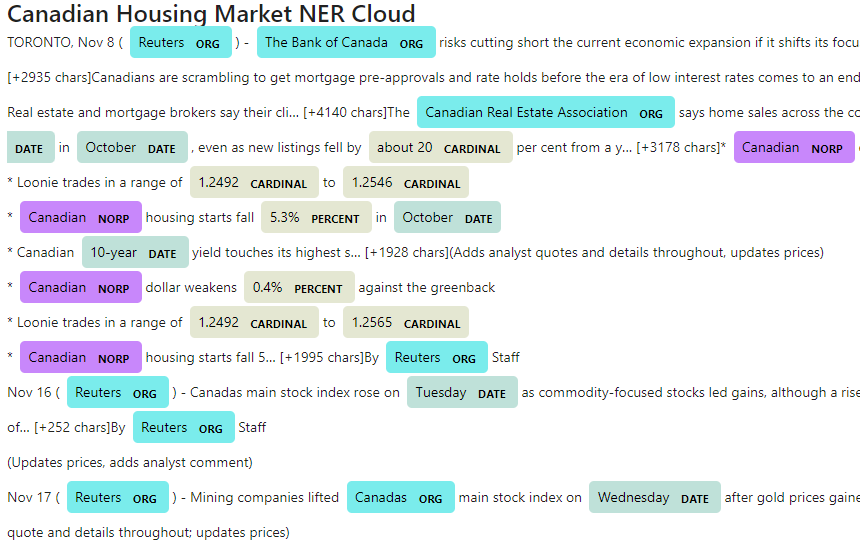 Canadian Housing Market NER Cloud
TORONTO, Nov 8 ( Reuters ORG ) - The Bank of Canada ORG risks cutting short the current economic expansion if it shifts its focu
[+2935 chars]Canadians are scrambling to get mortgage pre-approvals and rate holds before the era of low interest rates comes to an end
Real estate and mortgage brokers say their cli... [+4140 chars]The Canadian Real Estate Association ORG says home sales across the co
DATE in October DATE , even as new listings fell by about 20 CARDINAL per cent from a y... [+3178 chars]* Canadian NORP
* Loonie trades in a range of 1.2492 CARDINAL to 1.2546 CARDINAL
* Canadian NORP housing starts fall 5.3% PERCENT in October DATE
* Canadian 10-year DATE yield touches its highest s... [+1928 chars](Adds analyst quotes and details throughout, updates prices)
* Canadian NORP dollar weakens 0.4% PERCENT against the greenback
* Loonie trades in a range of 1.2492 CARDINAL to 1.2565 CARDINAL
* Canadian NORP housing starts fall 5... [+1995 chars]By Reuters ORG Staff
Nov 16 ( Reuters ORG ) - Canadas main stock index rose on Tuesday DATE as commodity-focused stocks led gains, although a rise
of... [+252 chars]By Reuters ORG Staff
(Updates prices, adds analyst comment)
Nov 17 ( Reuters ORG ) - Mining companies lifted Canadas ORG main stock index on Wednesday DATE after gold prices gaine
quote and details throughout; updates prices)